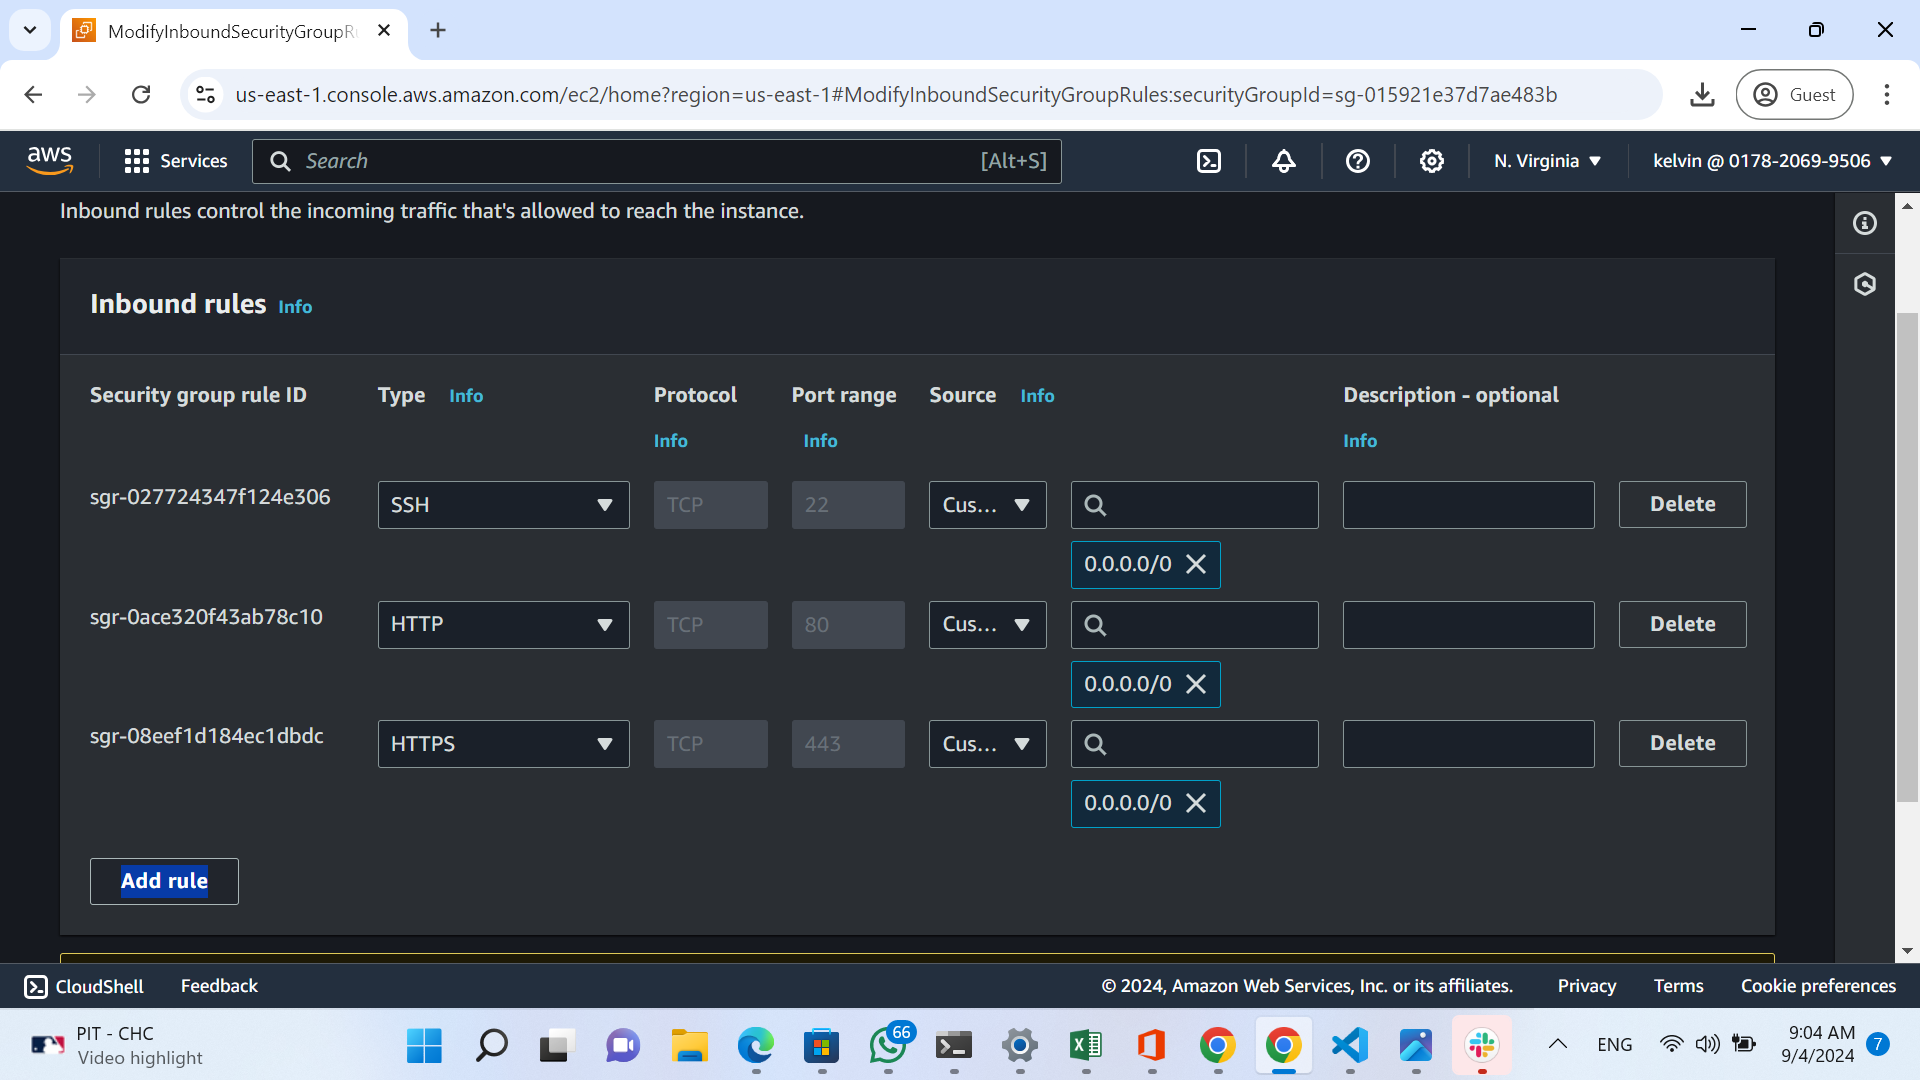 ModifyInboundSecurityGroupRu
us-east-1.console.aws.amazon.com/ec2/home?region=us-east-1#ModifyInboundSecurityGroupRules:securityGroupId=sg-015921e37d7ae483b
Guest
aws
Services
Search
[Alt+S]
N. Virginia
kelvin @ 0178-2069-9506
Inbound rules control the incoming traffic that's allowed to reach the instance.
Inbound rules Info
Security group rule ID
Type Info
Protocol
Info
Port range
Info
Source Info
Description - optional
Info
sgr-027724347f124e306
SSH
TCP
22
Cus...
0.0.0.0/0
Delete
sgr-0ace320f43ab78c10
HTTP
TCP
80
Cus...
0.0.0.0/0
Delete
sgr-08eef1d184ec1dbdc
HTTPS
TCP
443
Cus...
0.0.0.0/0
Delete
Add rule
CloudShell
Feedback
© 2024, Amazon Web Services, Inc. or its affiliates.
Privacy
Terms
Cookie preferences
PIT - CHC
Video highlight
66
ENG
9:04 AM
9/4/2024
7